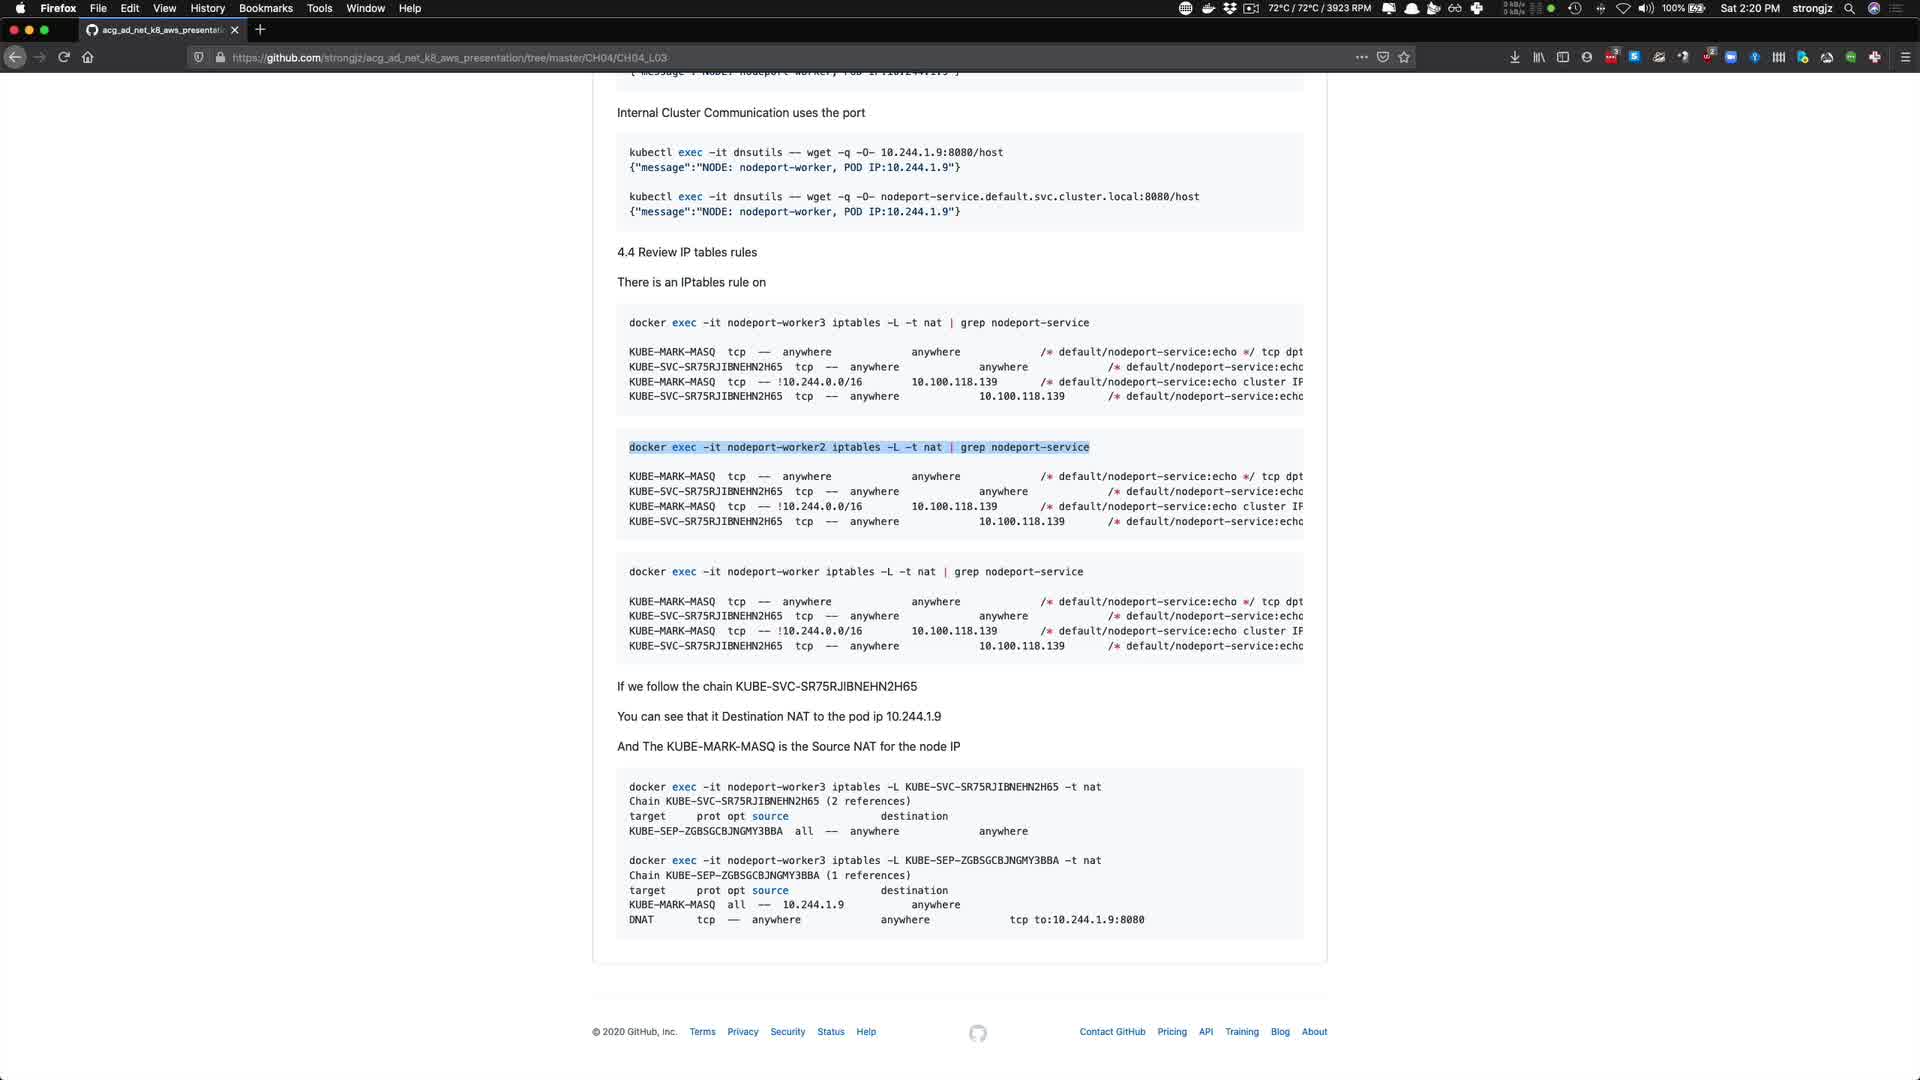 Firefox File Edit View History Bookmarks Tools Window Help 72°C / 72°C / 3923 RPM 0 kB/s 0 kB/s 100% Sat 2:20 PM strongjz
acg_ad_net_k8_aws_presentati
https://github.com/strongjz/acg_ad_net_k8_aws_presentation/tree/master/CH04/CH04_L03
{"message":"NODE: nodeport-worker, POD IP:10.244.1.9"}
Internal Cluster Communication uses the port
kubectl exec -it dnsutils -- wget -q -O- 10.244.1.9:8080/host
{"message":"NODE: nodeport-worker, POD IP:10.244.1.9"}
kubectl exec -it dnsutils -- wget -q -O- nodeport-service.default.svc.cluster.local:8080/host
{"message":"NODE: nodeport-worker, POD IP:10.244.1.9"}
4.4 Review IP tables rules
There is an IPtables rule on
docker exec -it nodeport-worker3 iptables -L -t nat | grep nodeport-service
KUBE-MARK-MASQ tcp -- anywhere anywhere /* default/nodeport-service:echo */ tcp dpt
KUBE-SVC-SR75RJIBNEHN2H65 tcp -- anywhere anywhere /* default/nodeport-service:echo
KUBE-MARK-MASQ tcp -- !10.244.0.0/16 10.100.118.139 /* default/nodeport-service:echo cluster IP
KUBE-SVC-SR75RJIBNEHN2H65 tcp -- anywhere 10.100.118.139 /* default/nodeport-service:echo
docker exec -it nodeport-worker2 iptables -L -t nat | grep nodeport-service
KUBE-MARK-MASQ tcp -- anywhere anywhere /* default/nodeport-service:echo */ tcp dpt
KUBE-SVC-SR75RJIBNEHN2H65 tcp -- anywhere anywhere /* default/nodeport-service:echo
KUBE-MARK-MASQ tcp -- !10.244.0.0/16 10.100.118.139 /* default/nodeport-service:echo cluster IP
KUBE-SVC-SR75RJIBNEHN2H65 tcp -- anywhere 10.100.118.139 /* default/nodeport-service:echo
docker exec -it nodeport-worker iptables -L -t nat | grep nodeport-service
KUBE-MARK-MASQ tcp -- anywhere anywhere /* default/nodeport-service:echo */ tcp dpt
KUBE-SVC-SR75RJIBNEHN2H65 tcp -- anywhere anywhere /* default/nodeport-service:echo
KUBE-MARK-MASQ tcp -- !10.244.0.0/16 10.100.118.139 /* default/nodeport-service:echo cluster IP
KUBE-SVC-SR75RJIBNEHN2H65 tcp -- anywhere 10.100.118.139 /* default/nodeport-service:echo
If we follow the chain KUBE-SVC-SR75RJIBNEHN2H65
You can see that it Destination NAT to the pod ip 10.244.1.9
And The KUBE-MARK-MASQ is the Source NAT for the node IP
docker exec -it nodeport-worker3 iptables -L KUBE-SVC-SR75RJIBNEHN2H65 -t nat
Chain KUBE-SVC-SR75RJIBNEHN2H65 (2 references)
target prot opt source destination
KUBE-SEP-ZGBSGCBJNGMY3BBA all -- anywhere anywhere
docker exec -it nodeport-worker3 iptables -L KUBE-SEP-ZGBSGCBJNGMY3BBA -t nat
Chain KUBE-SEP-ZGBSGCBJNGMY3BBA (1 references)
target prot opt source destination
KUBE-MARK-MASQ all -- 10.244.1.9 anywhere
DNAT tcp -- anywhere anywhere tcp to:10.244.1.9:8080
© 2020 GitHub, Inc. Terms Privacy Security Status Help Contact GitHub Pricing API Training Blog About